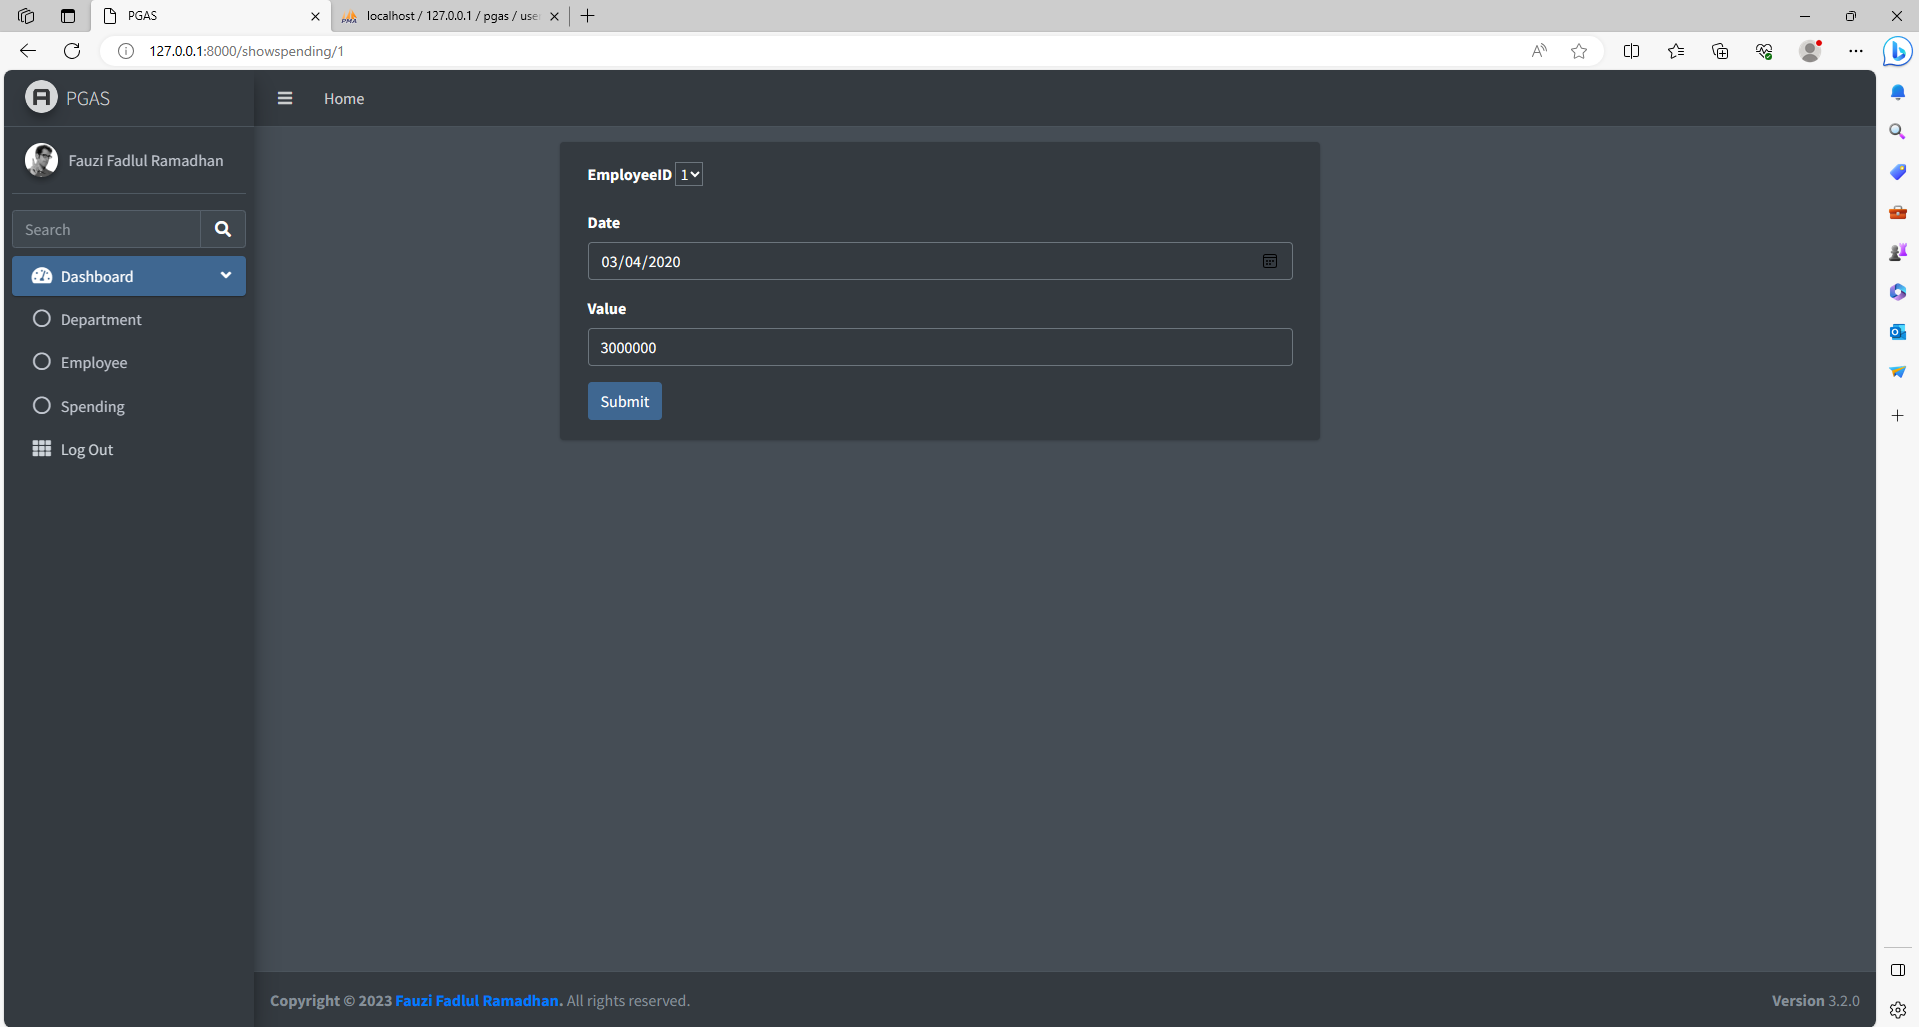 PGAS
localhost / 127.0.0.1 / pgas / use
127.0.0.1:8000/showspending/1
PGAS
Home
Fauzi Fadlul Ramadhan
Search
Dashboard
Department
Employee
Spending
Log Out
EmployeeID 1
Date
03/04/2020
Value
3000000
Submit
Copyright © 2023 Fauzi Fadlul Ramadhan. All rights reserved.
Version 3.2.0